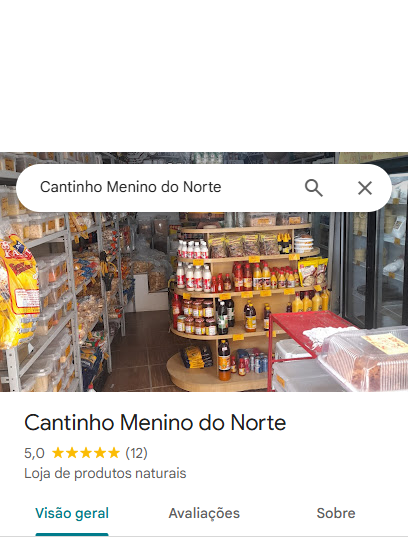 Cantinho Menino do Norte
Cantinho Menino do Norte
5,0 ★★★★★ (12)
Loja de produtos naturais
Visão geral Avaliações Sobre